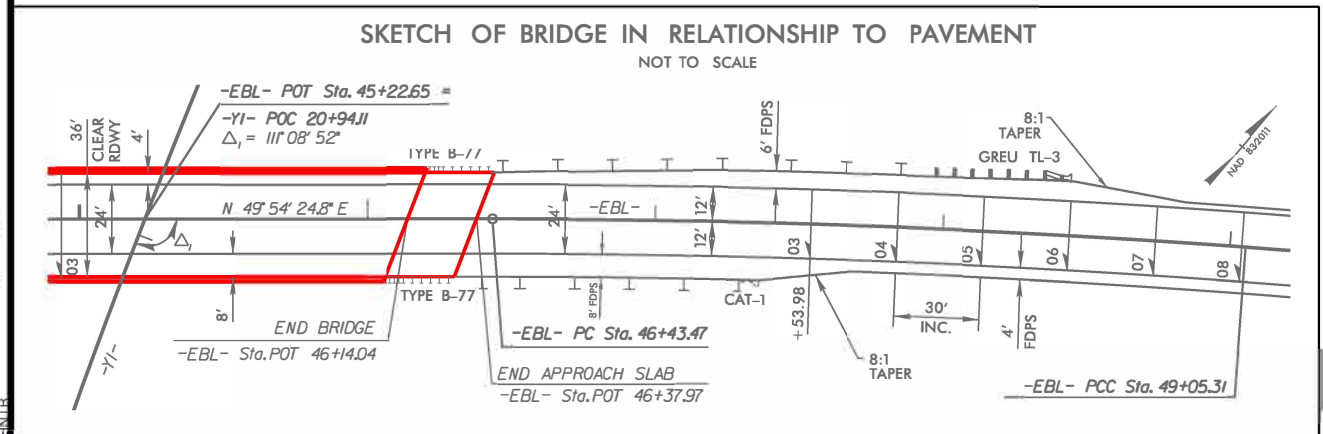 SKETCH OF BRIDGE IN RELATIONSHIP TO PAVEMENT
NOT TO SCALE
-EBL- POT Sta. 45+22.65 =
-Y1- POC 20+94.11
Δ₁ = 111° 08' 52"
36'
CLEAR
RDWY
4'
24'
03
N 49° 54' 24.8" E
Δ₁
8'
-Y1-
TYPE B-77
TYPE B-77
END BRIDGE
-EBL- Sta. POT 46+14.04
-EBL- PC Sta. 46+43.47
END APPROACH SLAB
-EBL- Sta. POT 46+37.97
24'
8' FDPS
-EBL-
12'
12'
6' FDPS
CAT-1
+53.98
03
04
05
06
07
08
30'
INC.
4'
FDPS
8:1
TAPER
8:1
TAPER
GREU TL-3
NAD 83/2011
-EBL- PCC Sta. 49+05.31